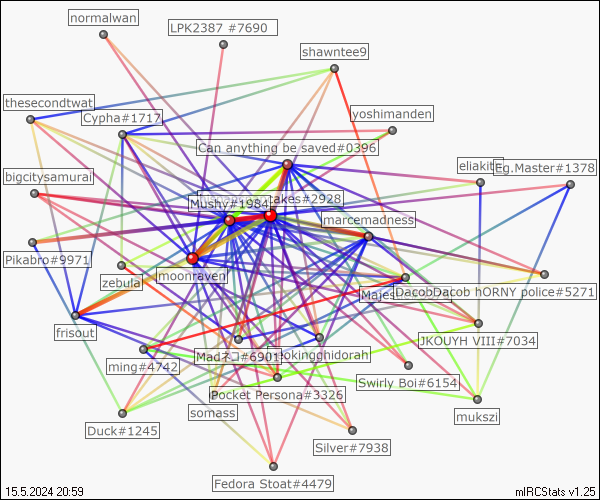 normalwan
LPK2387 #7690
shawntee9
thesecondtwat
Cypha#1717
yoshimanden
Can anything be saved#0396
eliakit
Eg.Master#1378
bigcitysamurai
Mushy#1984
akes#2928
marcemadness
Pikabro#9971
moonraven
zebula
Majes
DacobDacob hORNY police#5271
frisout
JKOUYH VIII#7034
Madネコ#6901
okingghidorah
ming#4742
Swirly Boi#6154
Pocket Persona#3326
somass
mukszi
Duck#1245
Silver#7938
Fedora Stoat#4479
15.5.2024 20:59
mIRCStats v1.25